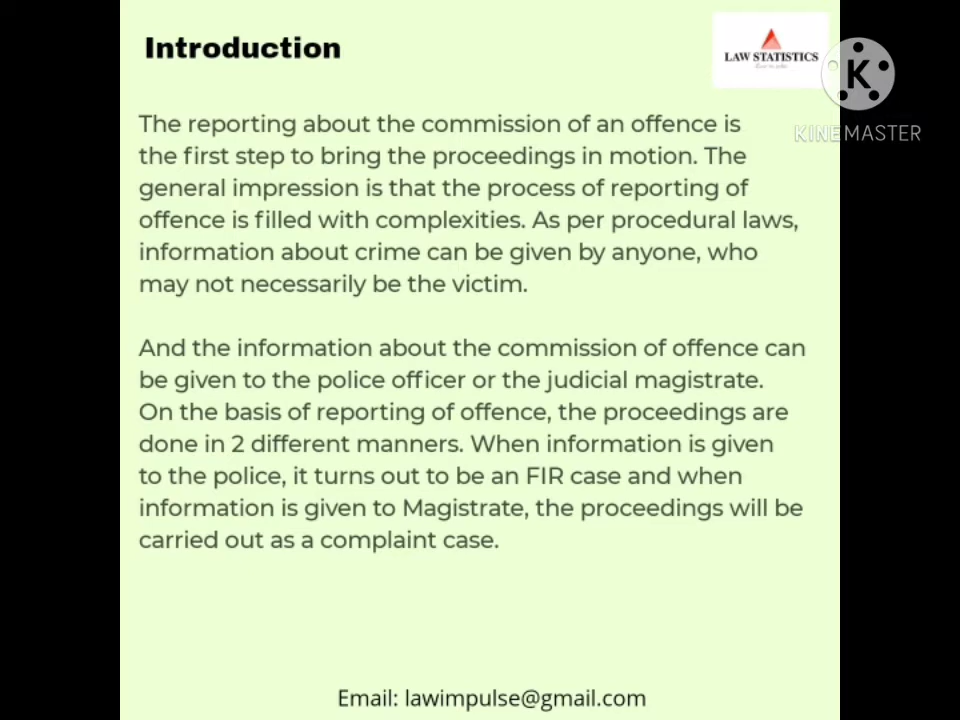 Introduction
LAW STATISTICS
K
KINEMASTER
The reporting about the commission of an offence is
the first step to bring the proceedings in motion. The
general impression is that the process of reporting of
offence is filled with complexities. As per procedural laws,
information about crime can be given by anyone, who
may not necessarily be the victim.
And the information about the commission of offence can
be given to the police officer or the judicial magistrate.
On the basis of reporting of offence, the proceedings are
done in 2 different manners. When information is given
to the police, it turns out to be an FIR case and when
information is given to Magistrate, the proceedings will be
carried out as a complaint case.
Email: lawimpulse@gmail.com